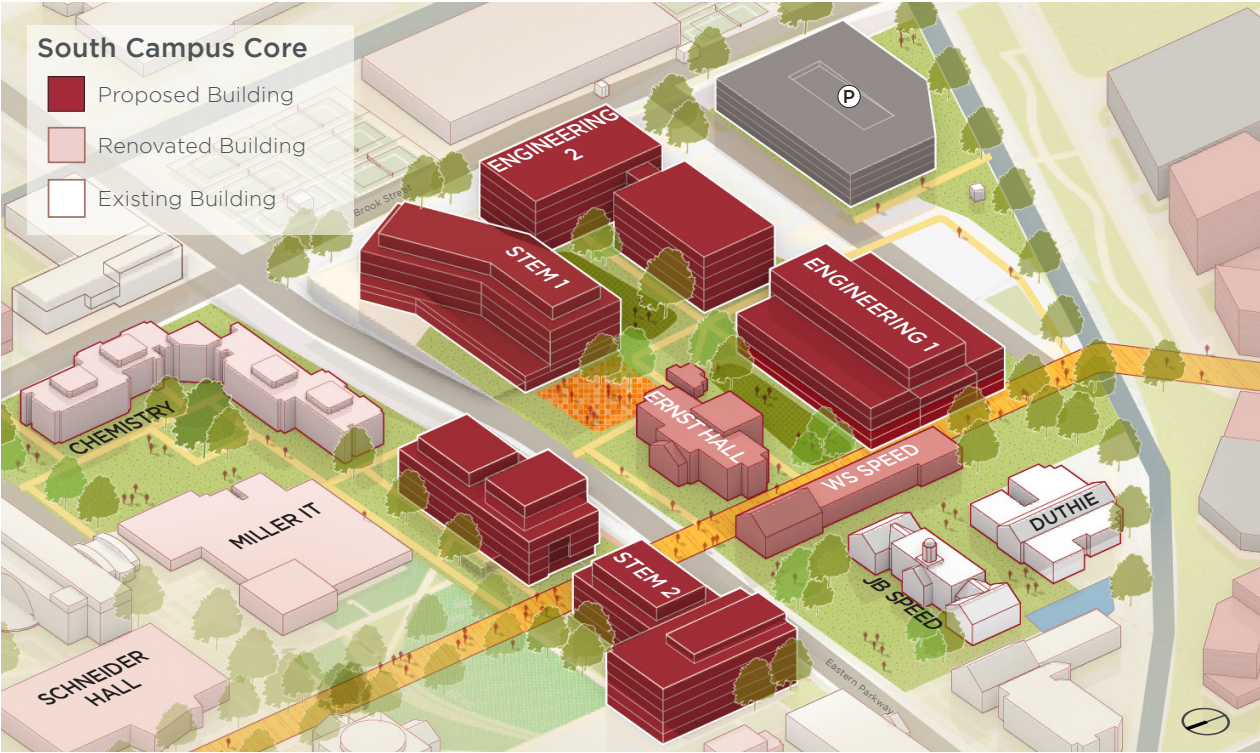 South Campus Core
Proposed Building
Renovated Building
Existing Building
P
ENGINEERING
2
Brook Street
STEM 1
ENGINEERING 1
CHEMISTRY
ERNST HALL
WS SPEED
MILLER IT
DUTHIE
STEM 2
JB SPEED
SCHNEIDER
HALL
Eastern Parkway